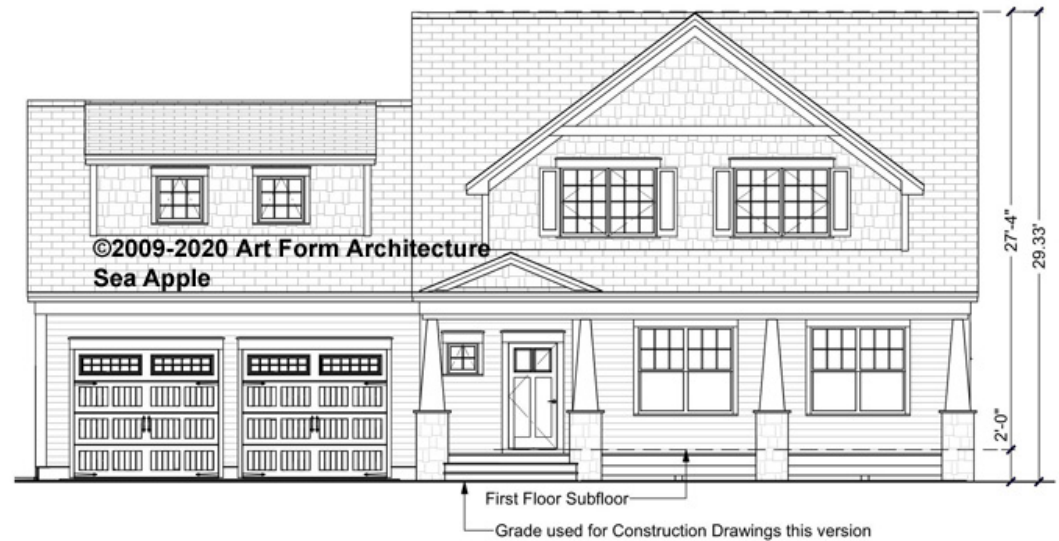 ©2009-2020 Art Form Architecture
Sea Apple
27'-4"
29.33'
2'-0"
First Floor Subfloor
Grade used for Construction Drawings this version